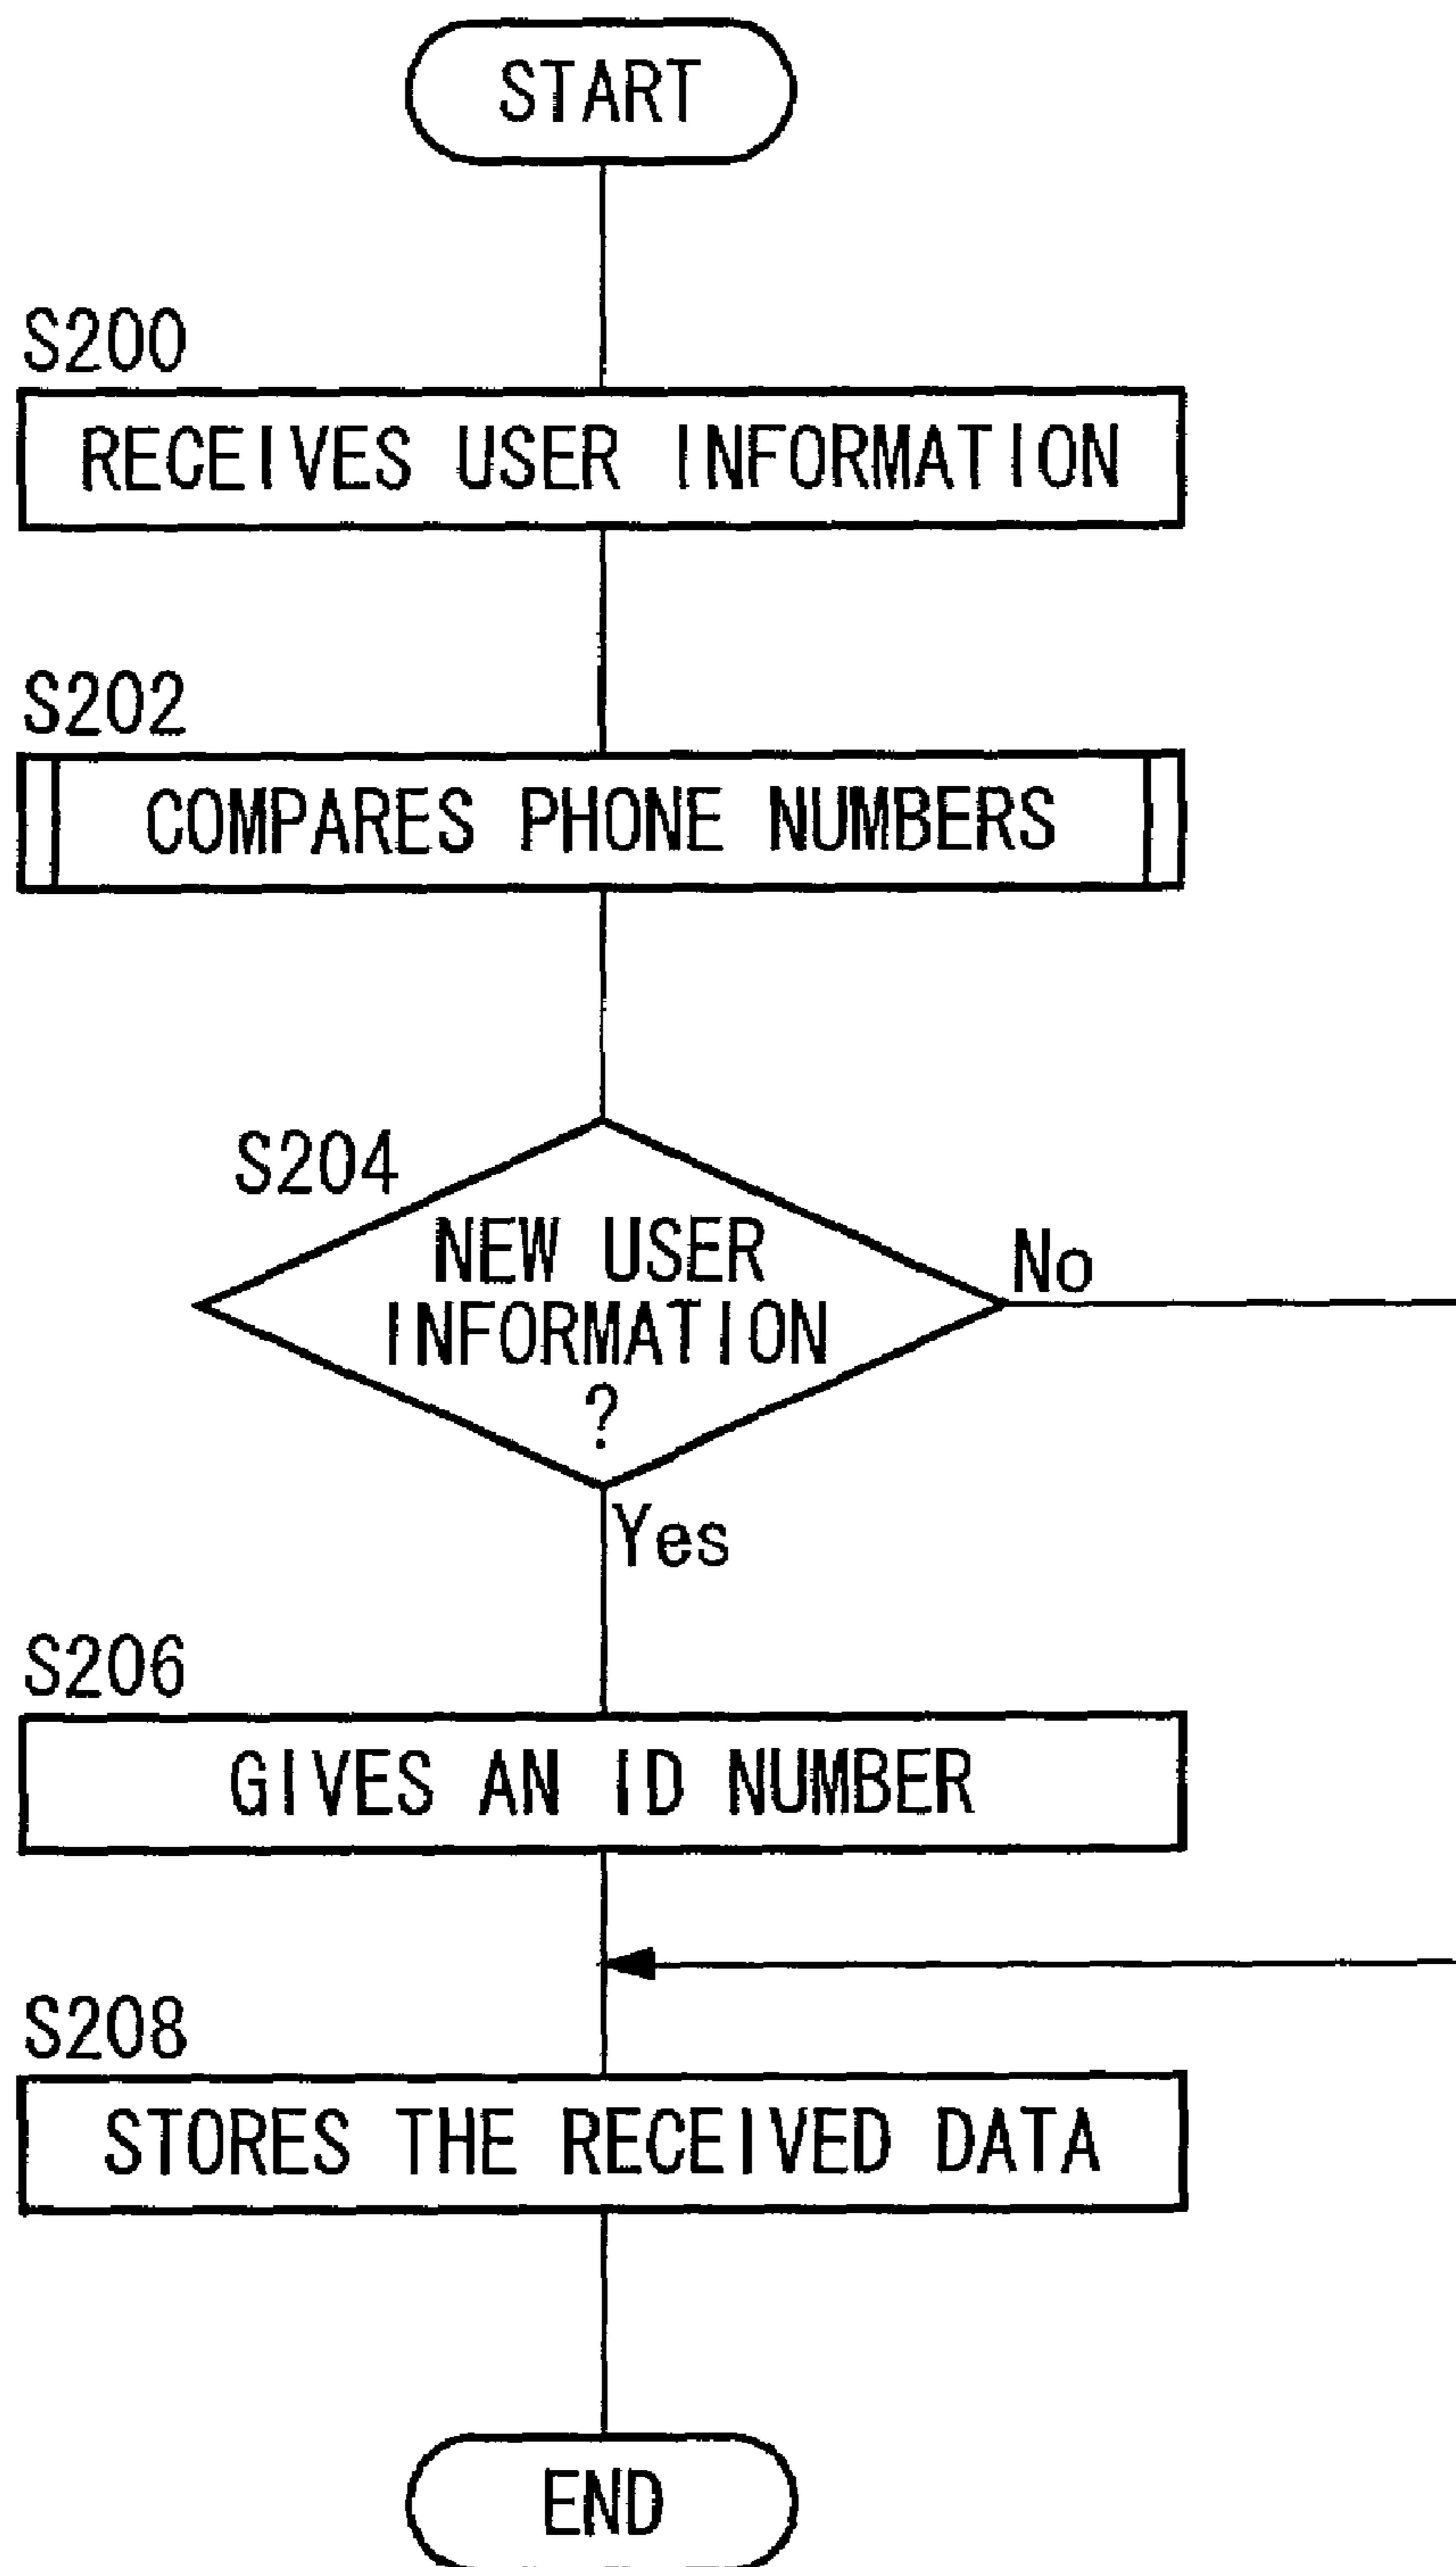 START
S200
RECEIVES USER INFORMATION
S202
COMPARES PHONE NUMBERS
S204
NEW USER
INFORMATION
?
No
Yes
S206
GIVES AN ID NUMBER
S208
STORES THE RECEIVED DATA
END